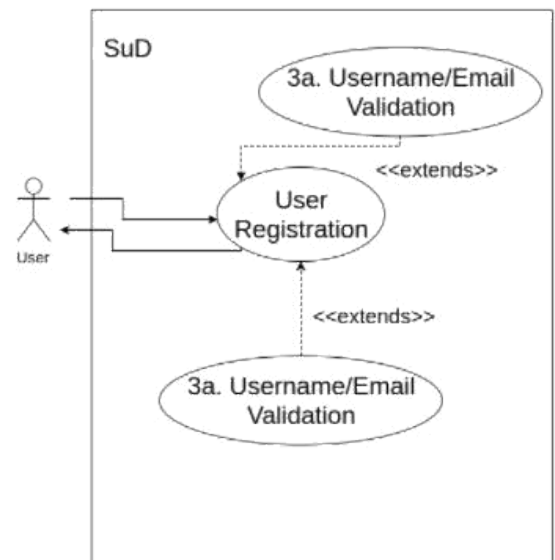 SuD
3a. Username/Email
Validation
<<extends>>
User
Registration
User
<<extends>>
3a. Username/Email
Validation